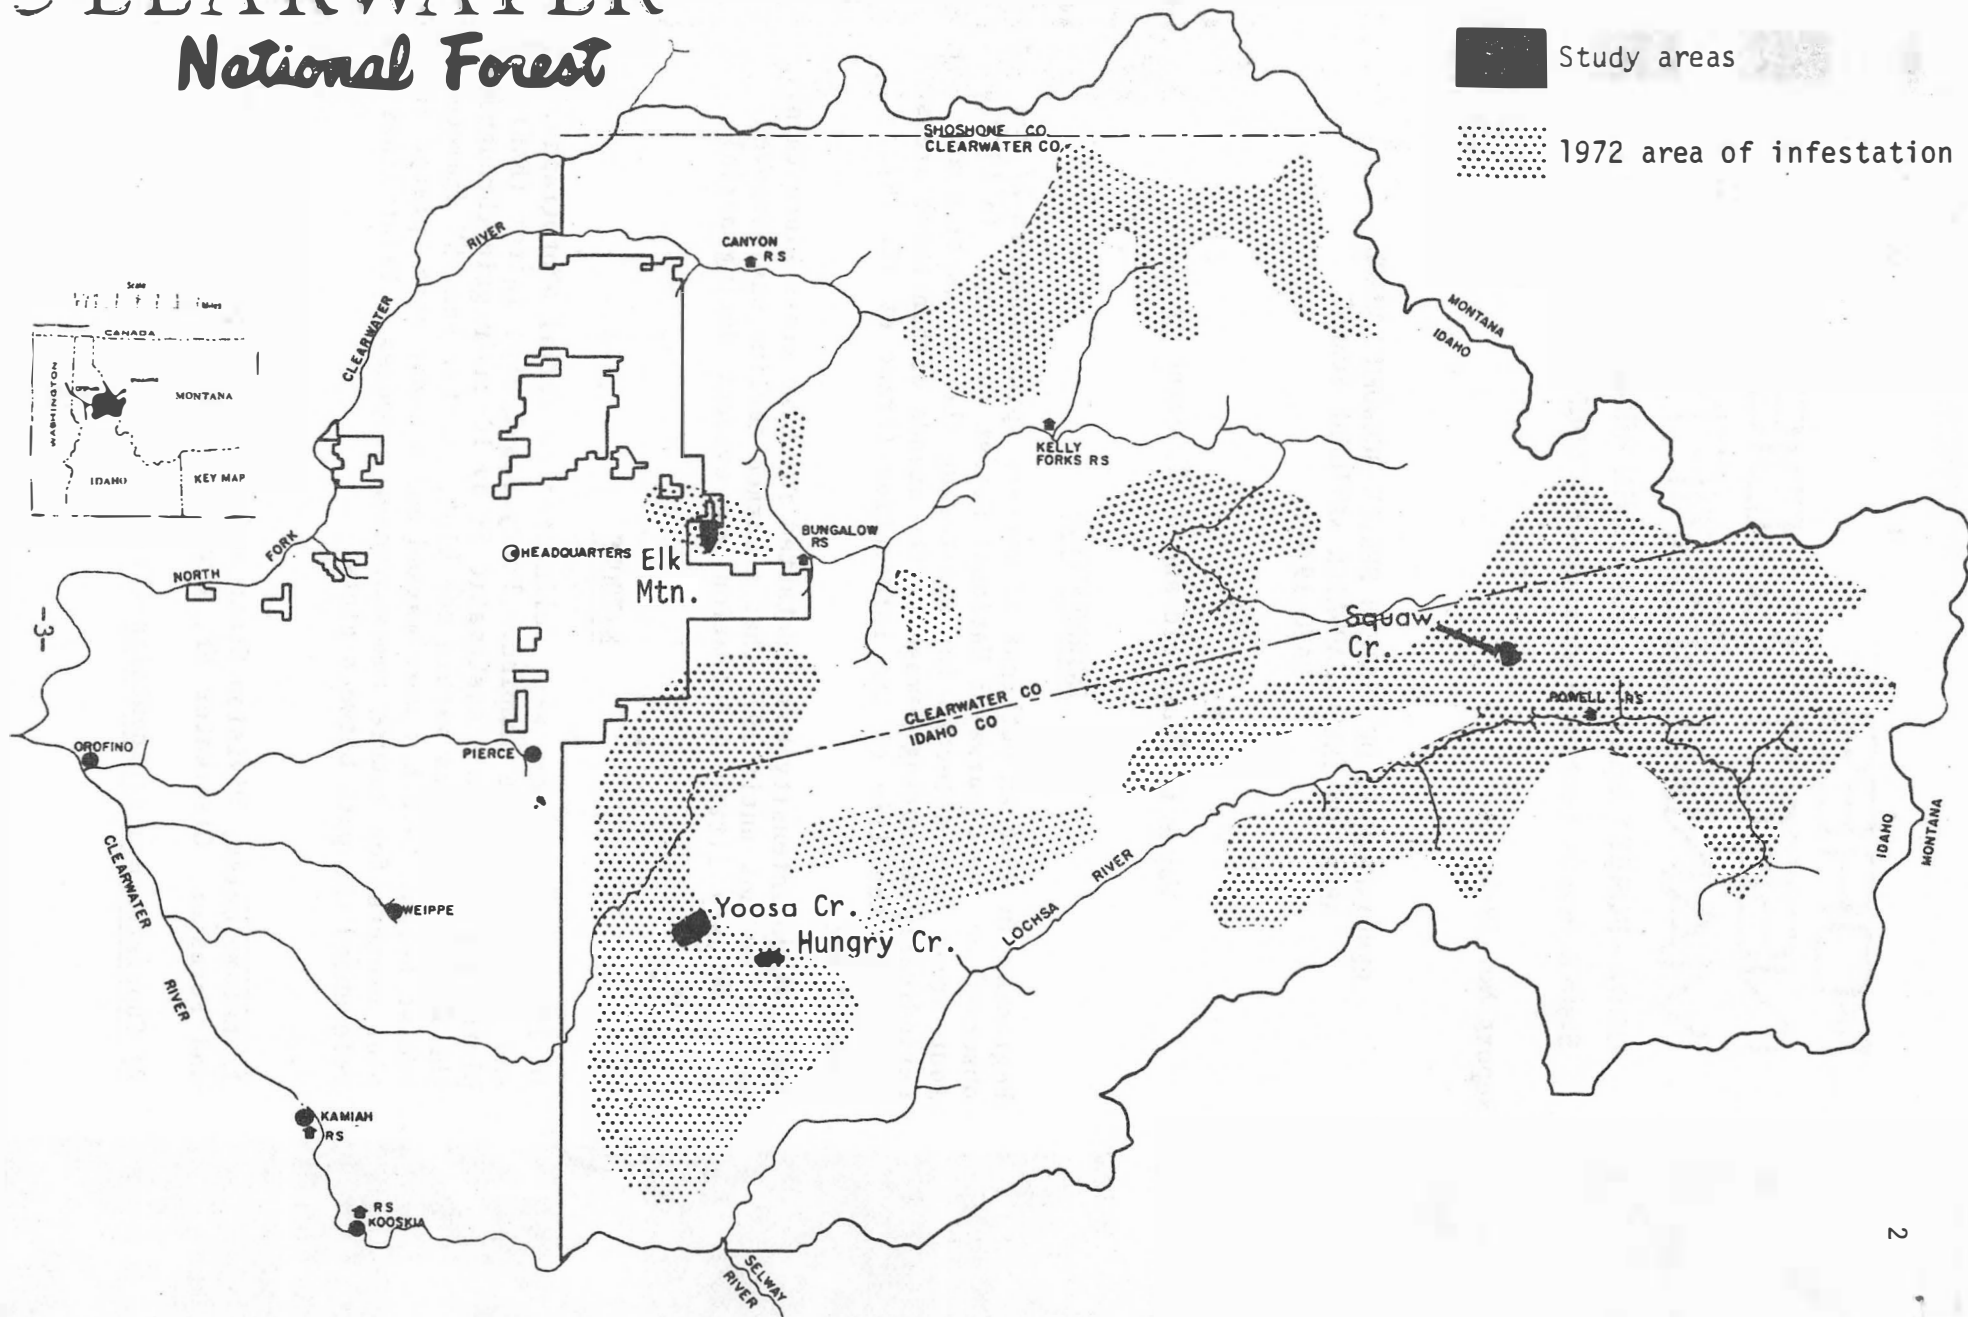 CLEARWATER
National Forest
Study areas
1972 area of infestation
SHOSHONE CO.
CLEARWATER CO.
RIVER
CANYON
RS
CLEARWATER
MONTANA
IDAHO
Scale
Miles
CANADA
WASHINGTON
MONTANA
IDAHO
KEY MAP
KELLY
FORKS RS
BUNGALOW
RS
HEADQUARTERS
Elk
Mtn.
FORK
NORTH
-3-
Squaw
Cr.
POWELL RS
CLEARWATER CO
IDAHO CO
OROFINO
PIERCE
CLEARWATER
RIVER
WEIPPE
Yoosa Cr.
Hungry Cr.
LOCHSA
RIVER
IDAHO
MONTANA
KAMIAH
RS
RS
KOOSKIA
SELWAY
RIVER
2